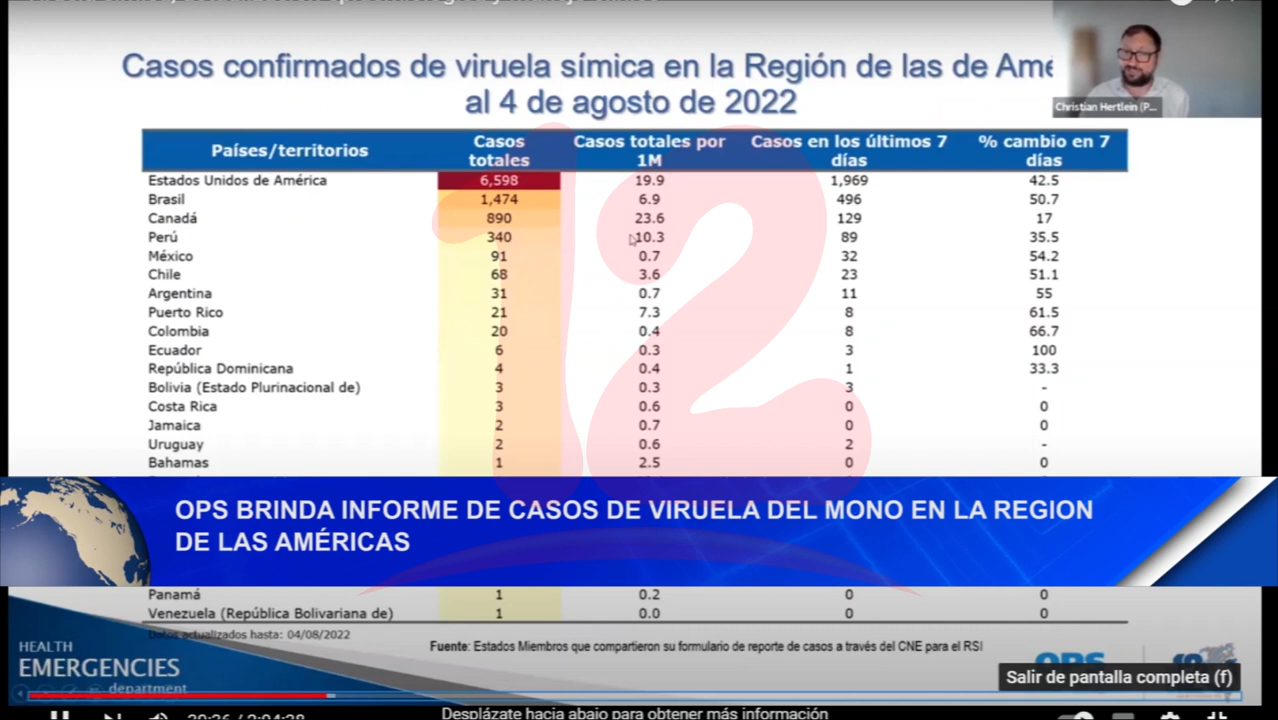 Casos confirmados de viruela símica en la Región de las de Amé
al 4 de agosto de 2022
Christian Hertlein (P...
Países/territorios Casos totales Casos totales por 1M Casos en los últimos 7 días % cambio en 7 días
Estados Unidos de América 6,598 19.9 1,969 42.5
Brasil 1,474 6.9 496 50.7
Canadá 890 23.6 129 17
Perú 340 10.3 89 35.5
México 91 0.7 32 54.2
Chile 68 3.6 23 51.1
Argentina 31 0.7 11 55
Puerto Rico 21 7.3 8 61.5
Colombia 20 0.4 8 66.7
Ecuador 6 0.3 3 100
República Dominicana 4 0.4 1 33.3
Bolivia (Estado Plurinacional de) 3 0.3 3 -
Costa Rica 3 0.6 0 0
Jamaica 2 0.7 0 0
Uruguay 2 0.6 2 -
Bahamas 1 2.5 0 0
12
OPS BRINDA INFORME DE CASOS DE VIRUELA DEL MONO EN LA REGION
DE LAS AMÉRICAS
Panamá 1 0.2 0 0
Venezuela (República Bolivariana de) 1 0.0 0 0
Datos actualizados hasta: 04/08/2022
Fuente: Estados Miembros que compartieron su formulario de reporte de casos a través del CNE para el RSI
HEALTH
EMERGENCIES
department
OPS
Salir de pantalla completa (f)
Desplázate hacia abajo para obtener más información